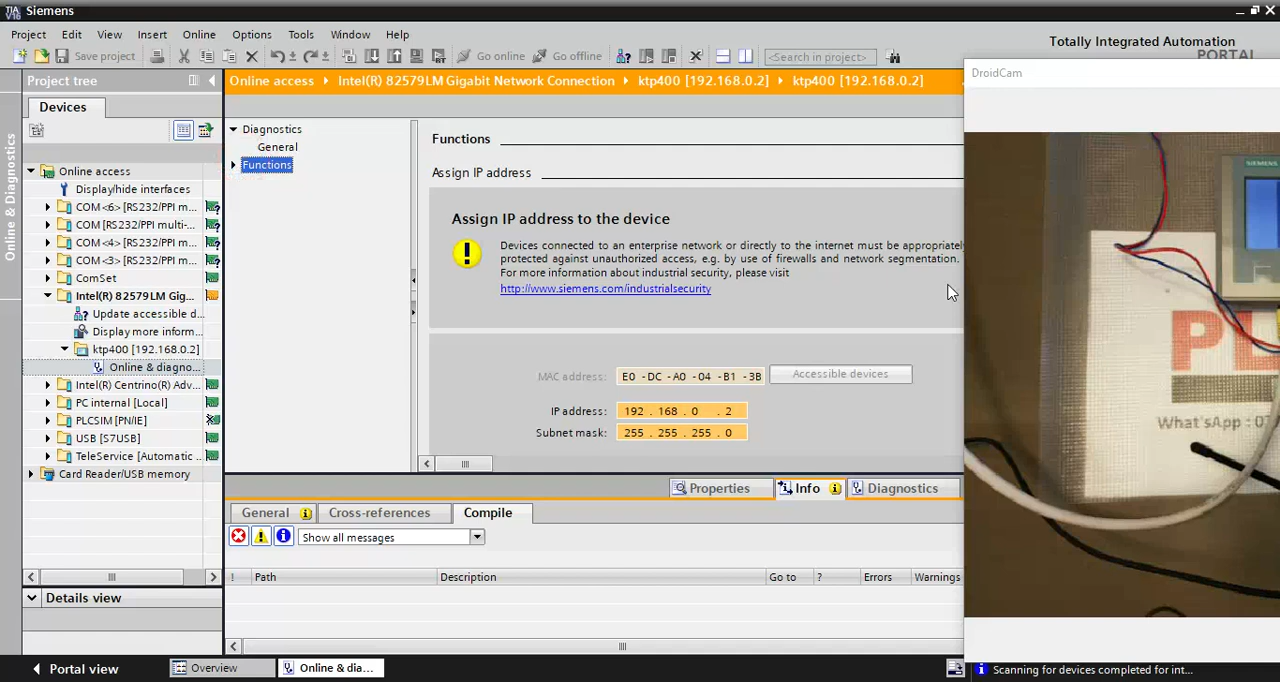 TIA
V16
Siemens
Project Edit View Insert Online Options Tools Window Help
Totally Integrated Automation
PORTAL
Save project
Go online
Go offline
<Search in project>
Project tree
Online access › Intel(R) 82579LM Gigabit Network Connection › ktp400 [192.168.0.2] › ktp400 [192.168.0.2]
DroidCam
Devices
Online & Diagnostics
Online access
Display/hide interfaces
COM <6> [RS232/PPI m...
COM [RS232/PPI multi-...
COM <4> [RS232/PPI m...
COM <3> [RS232/PPI m...
ComSet
Intel(R) 82579LM Gig...
Update accessible d...
Display more inform...
ktp400 [192.168.0.2]
Online & diagno...
Intel(R) Centrino(R) Adv...
PC internal [Local]
PLCSIM [PN/IE]
USB [S7USB]
TeleService [Automatic ...
Card Reader/USB memory
Details view
Diagnostics
General
Functions
Functions
Assign IP address
Assign IP address to the device
Devices connected to an enterprise network or directly to the internet must be appropriately
protected against unauthorized access, e.g. by use of firewalls and network segmentation.
For more information about industrial security, please visit
http://www.siemens.com/industrialsecurity
MAC address: E0 -DC -A0 -04 -B1 -3B
Accessible devices
IP address: 192 . 168 . 0 . 2
Subnet mask: 255 . 255 . 255 . 0
Properties
Info
Diagnostics
General
Cross-references
Compile
Show all messages
! Path Description Go to ? Errors Warnings
SIEMENS
PL
What'sApp : 07
Portal view
Overview
Online & dia...
Scanning for devices completed for int...